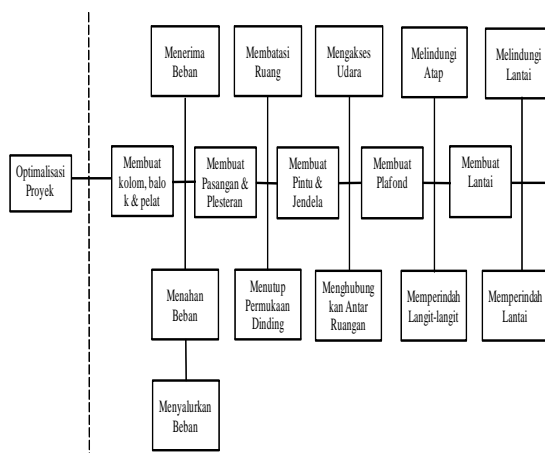 Menerima
Beban
Membatasi
Ruang
Mengakses
Udara
Melindungi
Atap
Melindungi
Lantai
Optimalisasi
Proyek
Membuat
kolom, balo
k & pelat
Membuat
Pasangan &
Plesteran
Membuat
Pintu &
Jendela
Membuat
Plafond
Membuat
Lantai
Menahan
Beban
Menutup
Permukaan
Dinding
Menghubung
kan Antar
Ruangan
Memperindah
Langit-langit
Memperindah
Lantai
Menyalurkan
Beban